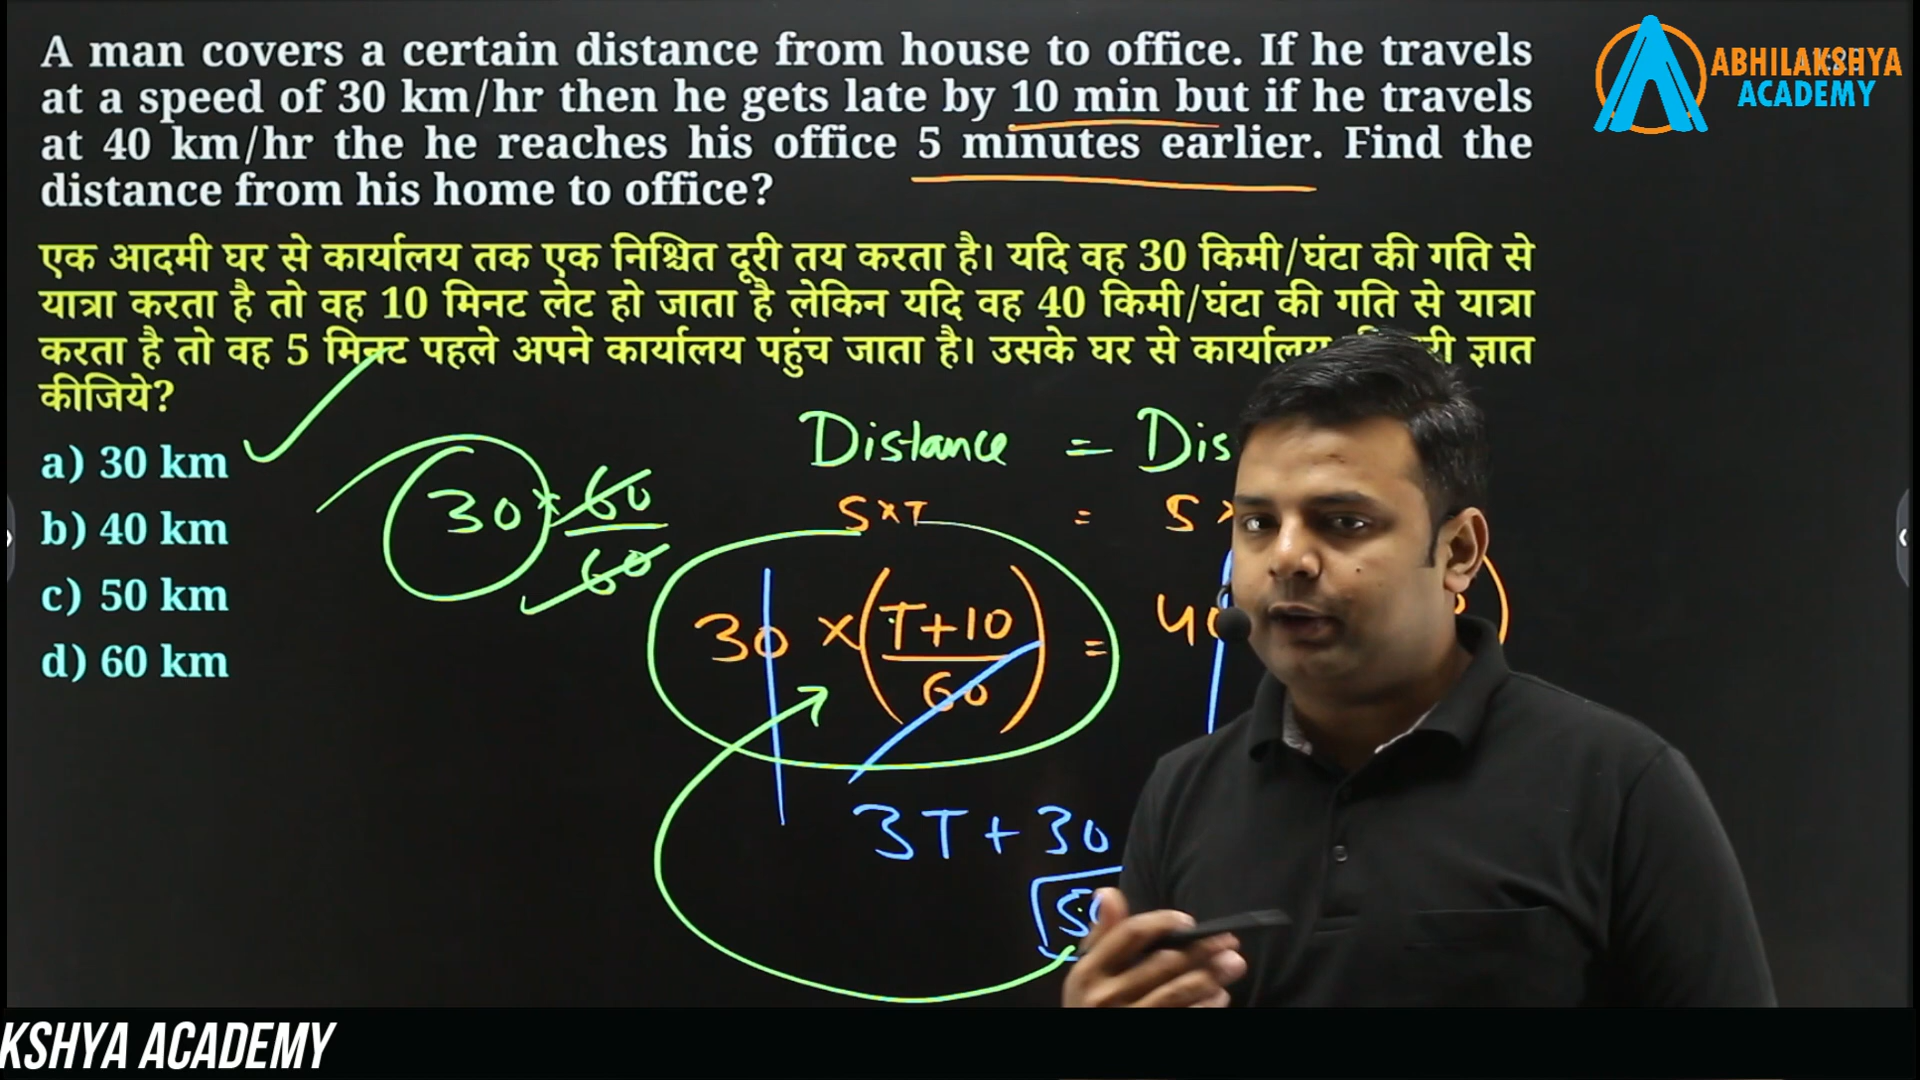 A man covers a certain distance from house to office. If he travels
at a speed of 30 km/hr then he gets late by 10 min but if he travels
at 40 km/hr the he reaches his office 5 minutes earlier. Find the
distance from his home to office?
ABHILAKSHYA
ACADEMY
एक आदमी घर से कार्यालय तक एक निश्चित दूरी तय करता है। यदि वह 30 किमी/घंटा की गति से
यात्रा करता है तो वह 10 मिनट लेट हो जाता है लेकिन यदि वह 40 किमी/घंटा की गति से यात्रा
करता है तो वह 5 मिनट पहले अपने कार्यालय पहुंच जाता है। उसके घर से कार्यालय ज्ञात
कीजिये?
a) 30 km
b) 40 km
c) 50 km
d) 60 km
30 × 60
60
Distance = Dis
S×T = S ×
30 × (T+10) = 40
60
3T + 30
KSHYA ACADEMY